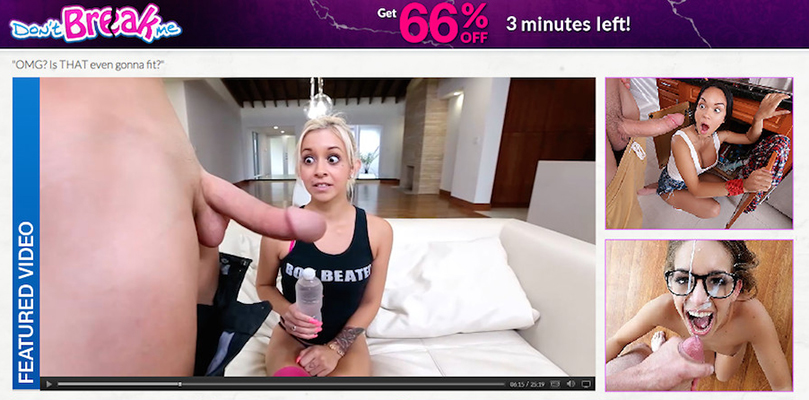 Don't Break Me
Get 66% OFF
3 minutes left!
"OMG? Is THAT even gonna fit?"
FEATURED VIDEO
BEATE
06:15 / 25:19